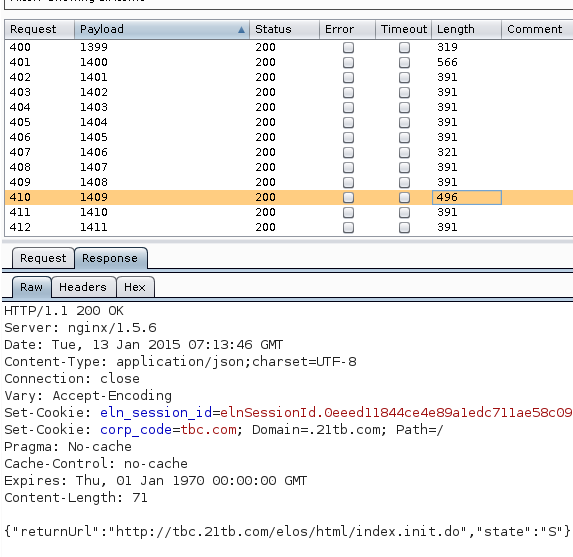 Request Payload Status Error Timeout Length Comment
400 1399 200 319
401 1400 200 566
402 1401 200 391
403 1402 200 391
404 1403 200 391
405 1404 200 391
406 1405 200 391
407 1406 200 321
408 1407 200 391
409 1408 200 391
410 1409 200 496
411 1410 200 391
412 1411 200 391
Request Response
Raw Headers Hex
HTTP/1.1 200 OK
Server: nginx/1.5.6
Date: Tue, 13 Jan 2015 07:13:46 GMT
Content-Type: application/json;charset=UTF-8
Connection: close
Vary: Accept-Encoding
Set-Cookie: eln_session_id=elnSessionId.0eeed11844ce4e89a1edc711ae58c09
Set-Cookie: corp_code=tbc.com; Domain=.21tb.com; Path=/
Pragma: No-cache
Cache-Control: no-cache
Expires: Thu, 01 Jan 1970 00:00:00 GMT
Content-Length: 71
{"returnUrl":"http://tbc.21tb.com/elos/html/index.init.do","state":"S"}